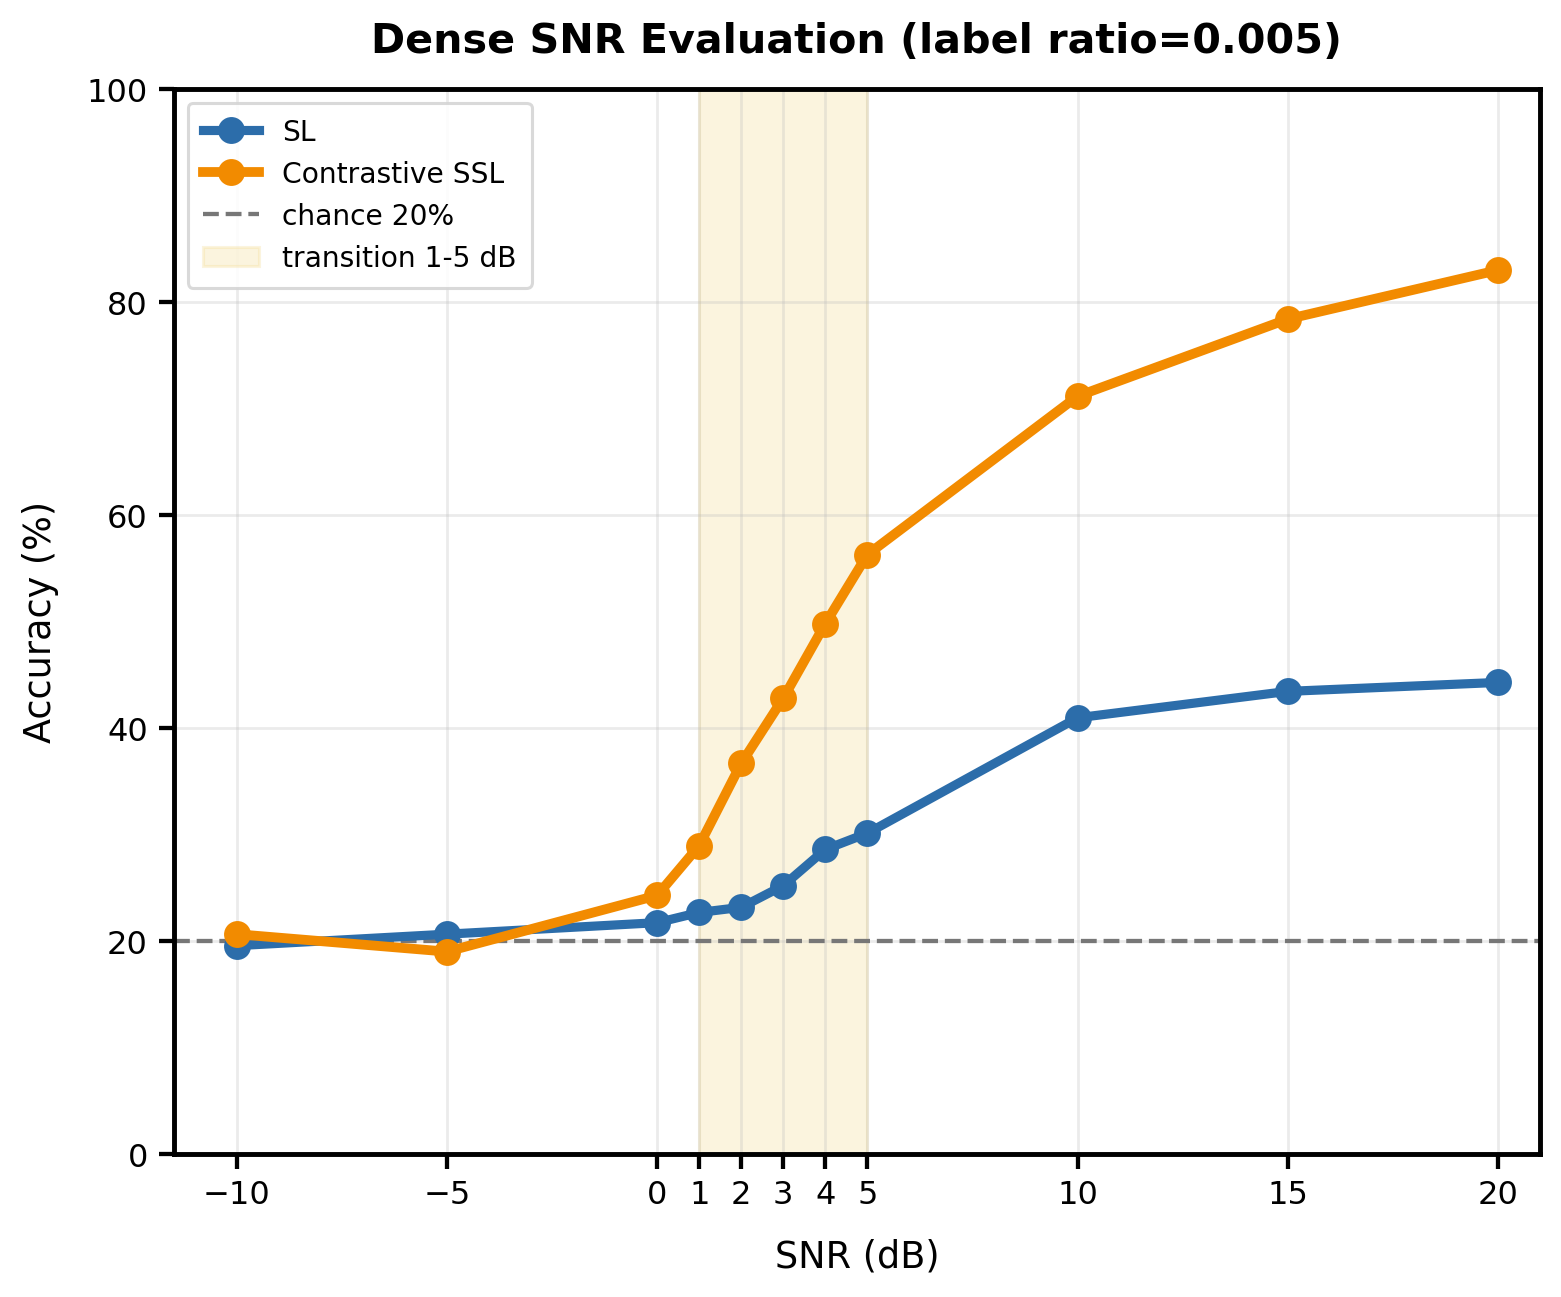 Dense SNR Evaluation (label ratio=0.005)
100
80
60
40
20
0
Accuracy (%)
SL
Contrastive SSL
chance 20%
transition 1-5 dB
−10 −5 0 1 2 3 4 5 10 15 20
SNR (dB)